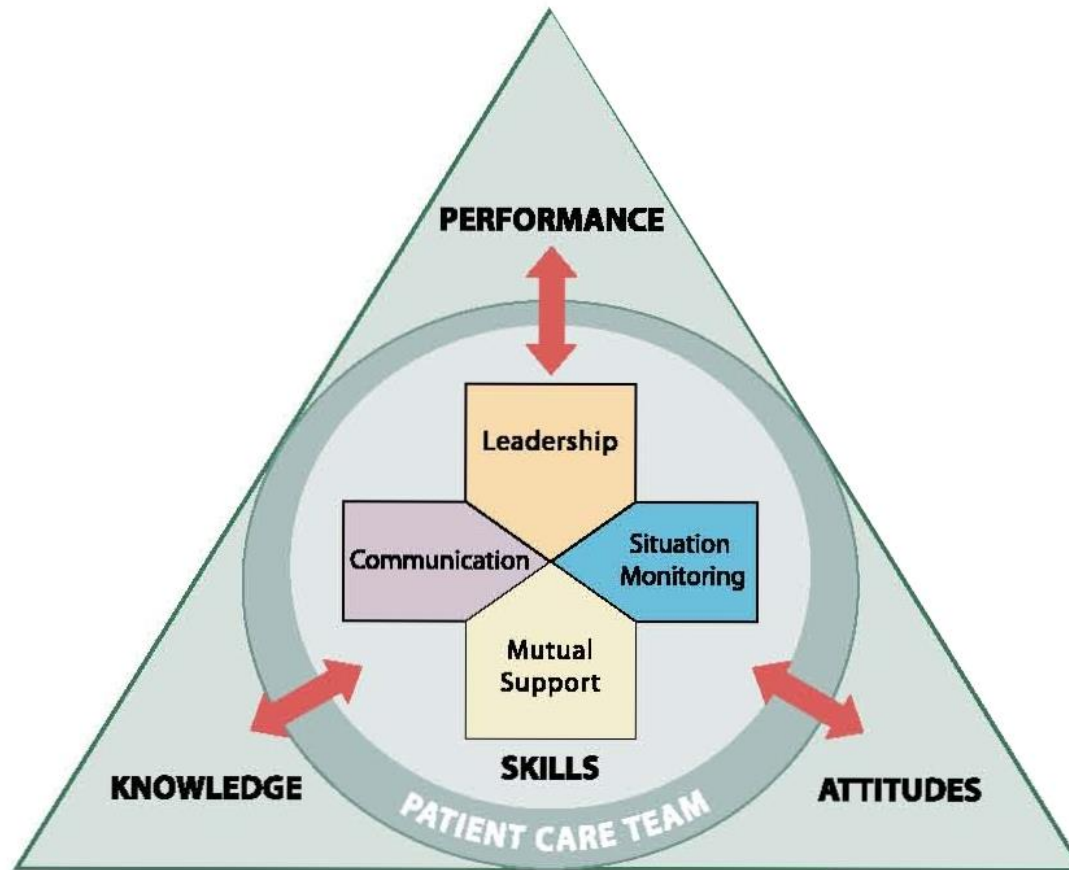 PERFORMANCE
Leadership
Communication
Situation
Monitoring
Mutual
Support
SKILLS
KNOWLEDGE
ATTITUDES
PATIENT CARE TEAM